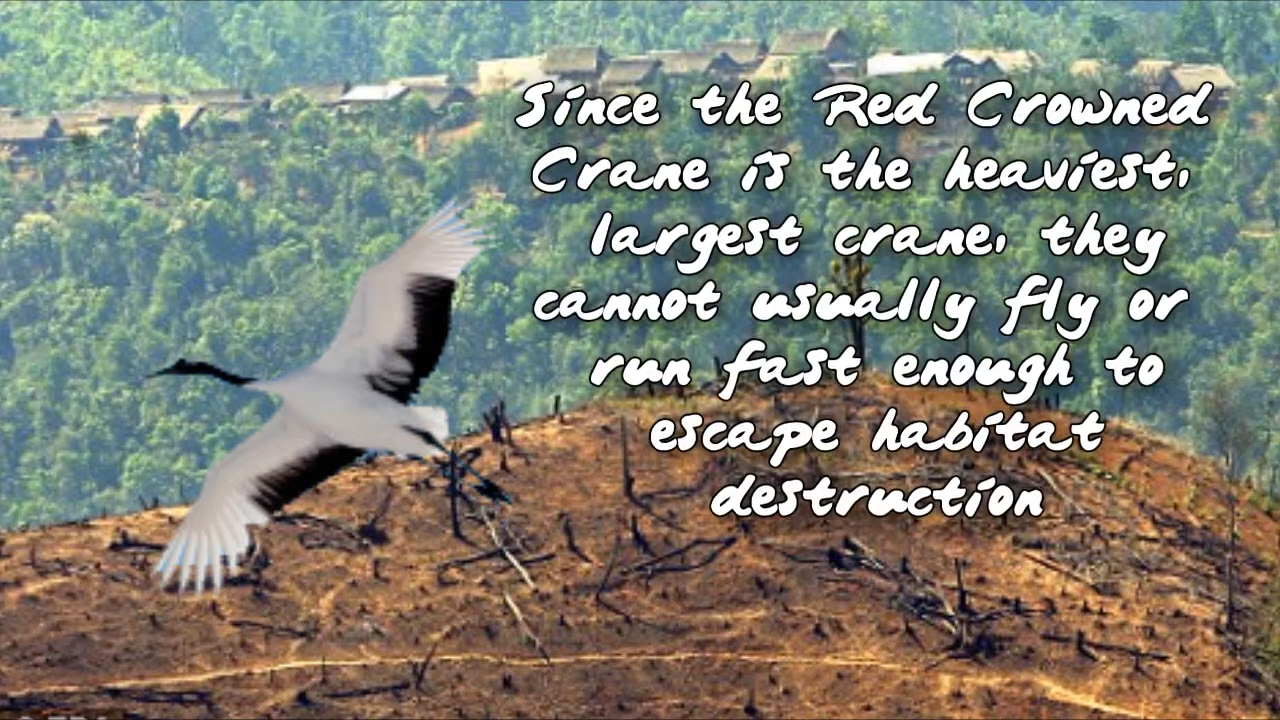 Since the Red Crowned
Crane is the heaviest,
largest crane, they
cannot usually fly or
run fast enough to
escape habitat
destruction